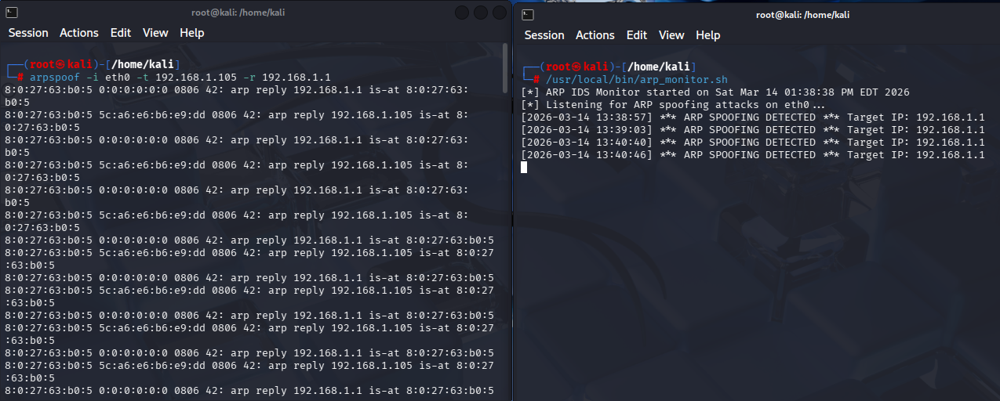 root@kali: /home/kali
Session Actions Edit View Help
┌──(root㉿kali)-[/home/kali]
└─# arpspoof -i eth0 -t 192.168.1.105 -r 192.168.1.1
8:0:27:63:b0:5 0:0:0:0:0:0 0806 42: arp reply 192.168.1.1 is-at 8:0:27:63:
b0:5
8:0:27:63:b0:5 5c:a6:e6:b6:e9:dd 0806 42: arp reply 192.168.1.105 is-at 8:
0:27:63:b0:5
8:0:27:63:b0:5 0:0:0:0:0:0 0806 42: arp reply 192.168.1.1 is-at 8:0:27:63:
b0:5
8:0:27:63:b0:5 5c:a6:e6:b6:e9:dd 0806 42: arp reply 192.168.1.105 is-at 8:
0:27:63:b0:5
8:0:27:63:b0:5 0:0:0:0:0:0 0806 42: arp reply 192.168.1.1 is-at 8:0:27:63:
b0:5
8:0:27:63:b0:5 5c:a6:e6:b6:e9:dd 0806 42: arp reply 192.168.1.105 is-at 8:
0:27:63:b0:5
8:0:27:63:b0:5 0:0:0:0:0:0 0806 42: arp reply 192.168.1.1 is-at 8:0:27:63:b0:5
8:0:27:63:b0:5 5c:a6:e6:b6:e9:dd 0806 42: arp reply 192.168.1.105 is-at 8:0:27
:63:b0:5
8:0:27:63:b0:5 0:0:0:0:0:0 0806 42: arp reply 192.168.1.1 is-at 8:0:27:63:b0:5
8:0:27:63:b0:5 5c:a6:e6:b6:e9:dd 0806 42: arp reply 192.168.1.105 is-at 8:0:27
:63:b0:5
8:0:27:63:b0:5 0:0:0:0:0:0 0806 42: arp reply 192.168.1.1 is-at 8:0:27:63:b0:5
8:0:27:63:b0:5 5c:a6:e6:b6:e9:dd 0806 42: arp reply 192.168.1.105 is-at 8:0:27
:63:b0:5
8:0:27:63:b0:5 0:0:0:0:0:0 0806 42: arp reply 192.168.1.1 is-at 8:0:27:63:b0:5
8:0:27:63:b0:5 5c:a6:e6:b6:e9:dd 0806 42: arp reply 192.168.1.105 is-at 8:0:27
:63:b0:5
8:0:27:63:b0:5 0:0:0:0:0:0 0806 42: arp reply 192.168.1.1 is-at 8:0:27:63:b0:5
root@kali: /home/kali
Session Actions Edit View Help
┌──(root㉿kali)-[/home/kali]
└─# /usr/local/bin/arp_monitor.sh
[*] ARP IDS Monitor started on Sat Mar 14 01:38:38 PM EDT 2026
[*] Listening for ARP spoofing attacks on eth0...
[2026-03-14 13:38:57] *** ARP SPOOFING DETECTED *** Target IP: 192.168.1.1
[2026-03-14 13:39:03] *** ARP SPOOFING DETECTED *** Target IP: 192.168.1.1
[2026-03-14 13:40:40] *** ARP SPOOFING DETECTED *** Target IP: 192.168.1.1
[2026-03-14 13:40:46] *** ARP SPOOFING DETECTED *** Target IP: 192.168.1.1